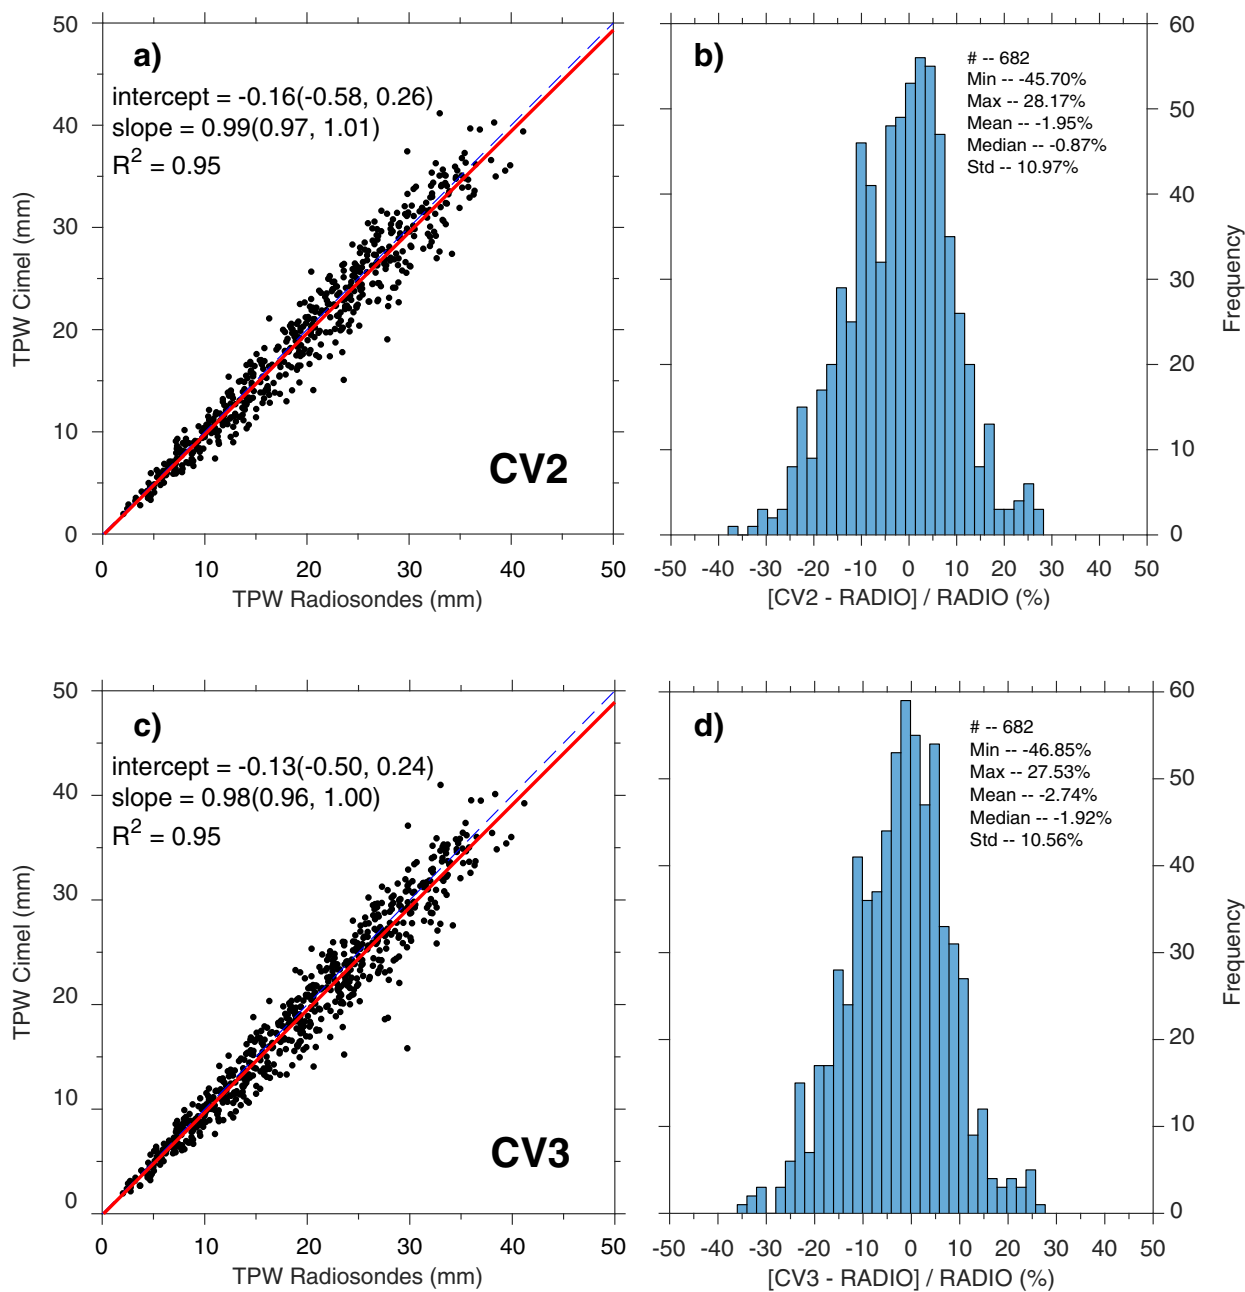 a)
intercept = -0.16(-0.58, 0.26)
slope = 0.99(0.97, 1.01)
R2 = 0.95
CV2
50
40
30
20
10
0
TPW Cimel (mm)
0 10 20 30 40 50
TPW Radiosondes (mm)
b)
# -- 682
Min -- -45.70%
Max -- 28.17%
Mean -- -1.95%
Median -- -0.87%
Std -- 10.97%
60
50
40
30
20
10
0
Frequency
-50 -40 -30 -20 -10 0 10 20 30 40 50
[CV2 - RADIO] / RADIO (%)
c)
intercept = -0.13(-0.50, 0.24)
slope = 0.98(0.96, 1.00)
R2 = 0.95
CV3
50
40
30
20
10
0
TPW Cimel (mm)
0 10 20 30 40 50
TPW Radiosondes (mm)
d)
# -- 682
Min -- -46.85%
Max -- 27.53%
Mean -- -2.74%
Median -- -1.92%
Std -- 10.56%
60
50
40
30
20
10
0
Frequency
-50 -40 -30 -20 -10 0 10 20 30 40 50
[CV3 - RADIO] / RADIO (%)